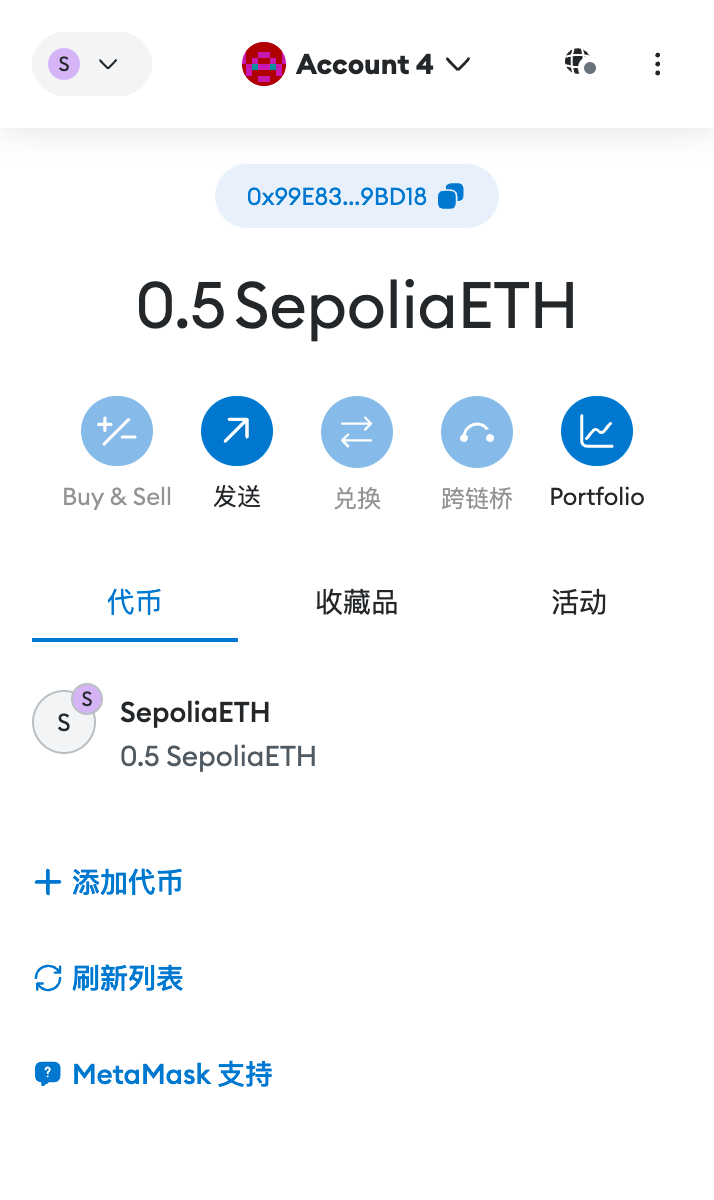 S
Account 4
0x99E83...9BD18
0.5 SepoliaETH
Buy & Sell
发送
兑换
跨链桥
Portfolio
代币
收藏品
活动
S
S
SepoliaETH
0.5 SepoliaETH
添加代币
刷新列表
MetaMask 支持